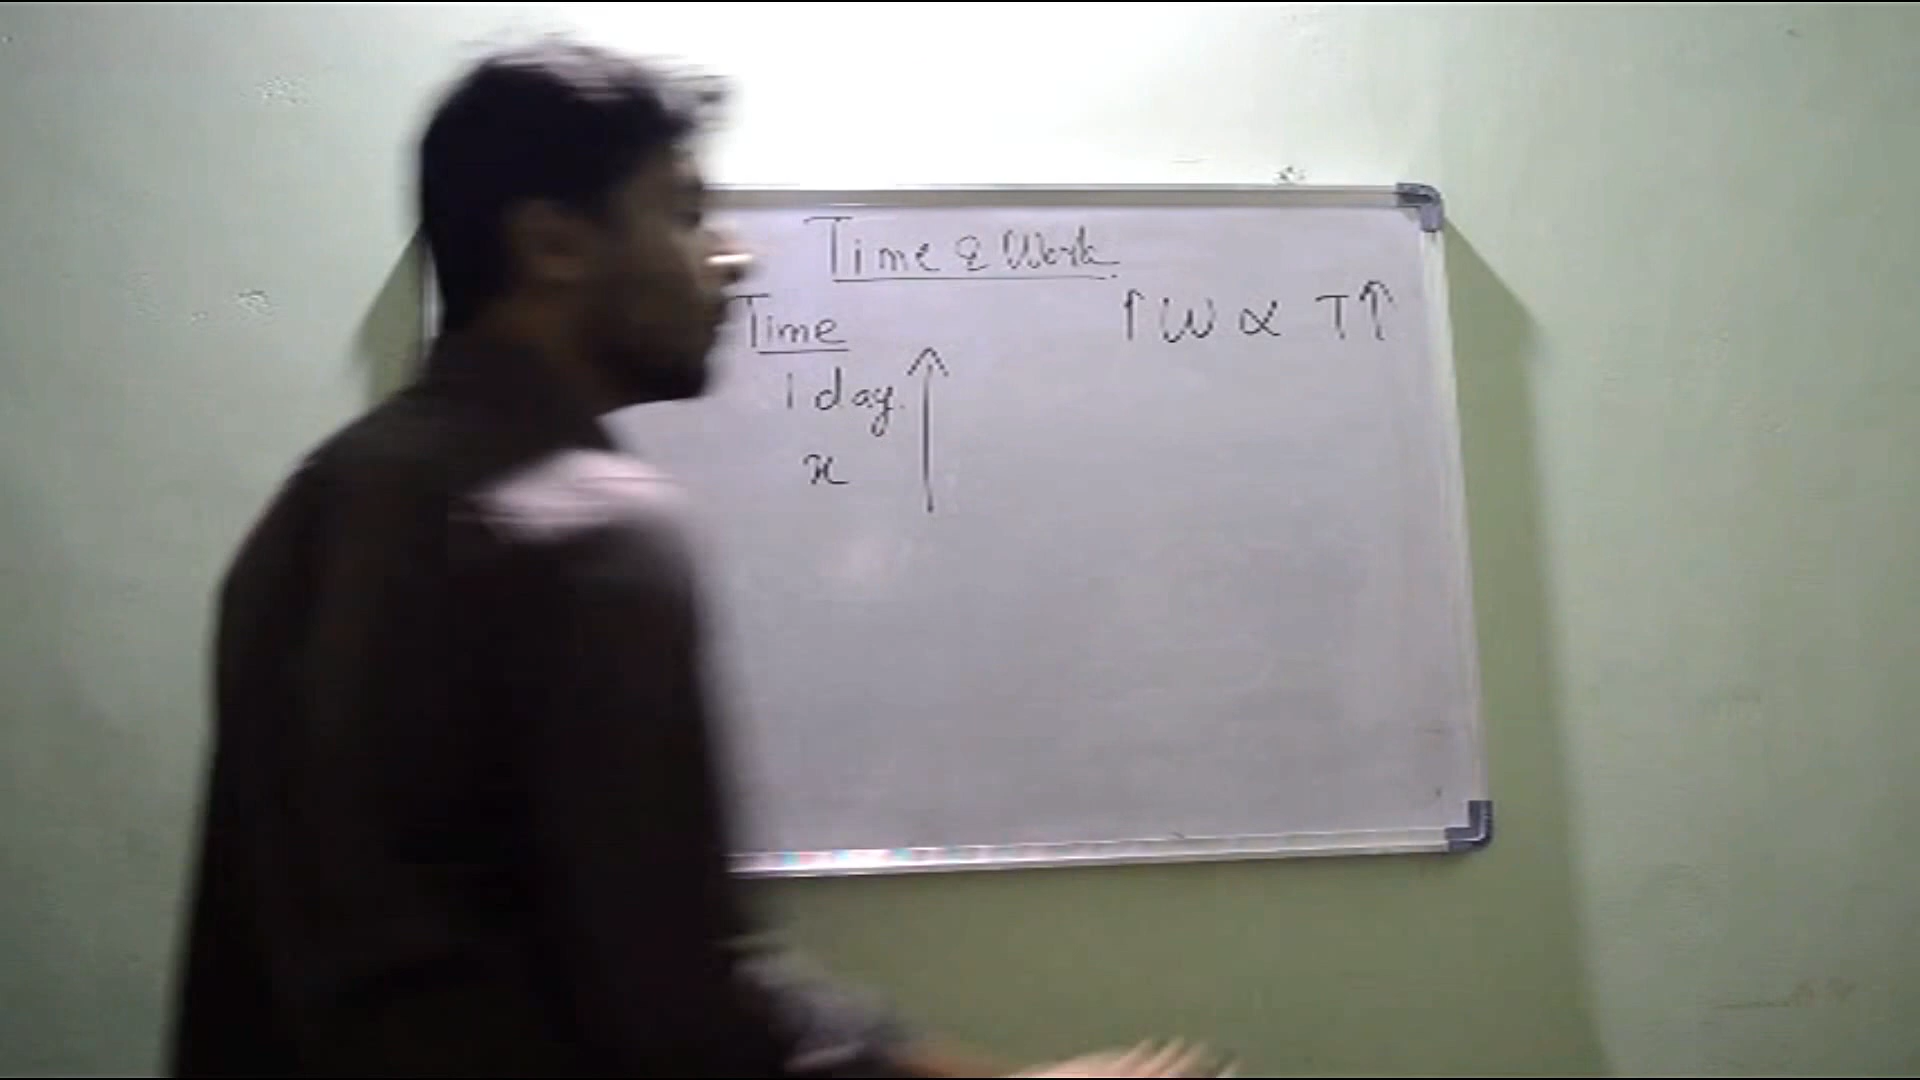 Time & Work
Time
↑ W ∝ T ↑
1 day.
x